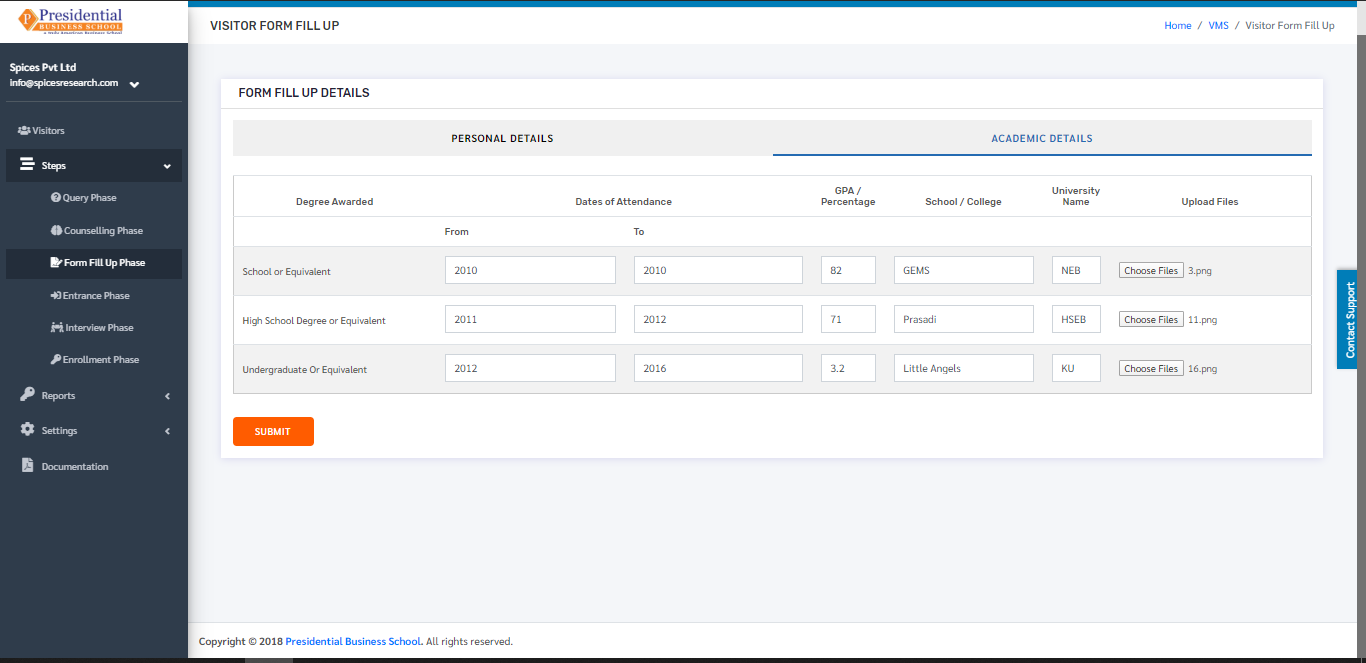 Presidential
BUSINESS SCHOOL
a Welo American Business School
VISITOR FORM FILL UP
Home / VMS / Visitor Form Fill Up
Spices Pvt Ltd
info@spicesresearch.com
Visitors
Steps
Query Phase
Counselling Phase
Form Fill Up Phase
Entrance Phase
Interview Phase
Enrollment Phase
Reports
Settings
Documentation
FORM FILL UP DETAILS
PERSONAL DETAILS
ACADEMIC DETAILS
Degree Awarded Dates of Attendance GPA / Percentage School / College University Name Upload Files
From To
School or Equivalent 2010 2010 82 GEMS NEB Choose Files 3.png
High School Degree or Equivalent 2011 2012 71 Prasadi HSEB Choose Files 11.png
Undergraduate Or Equivalent 2012 2016 3.2 Little Angels KU Choose Files 16.png
SUBMIT
Contact Support
Copyright © 2018 Presidential Business School. All rights reserved.